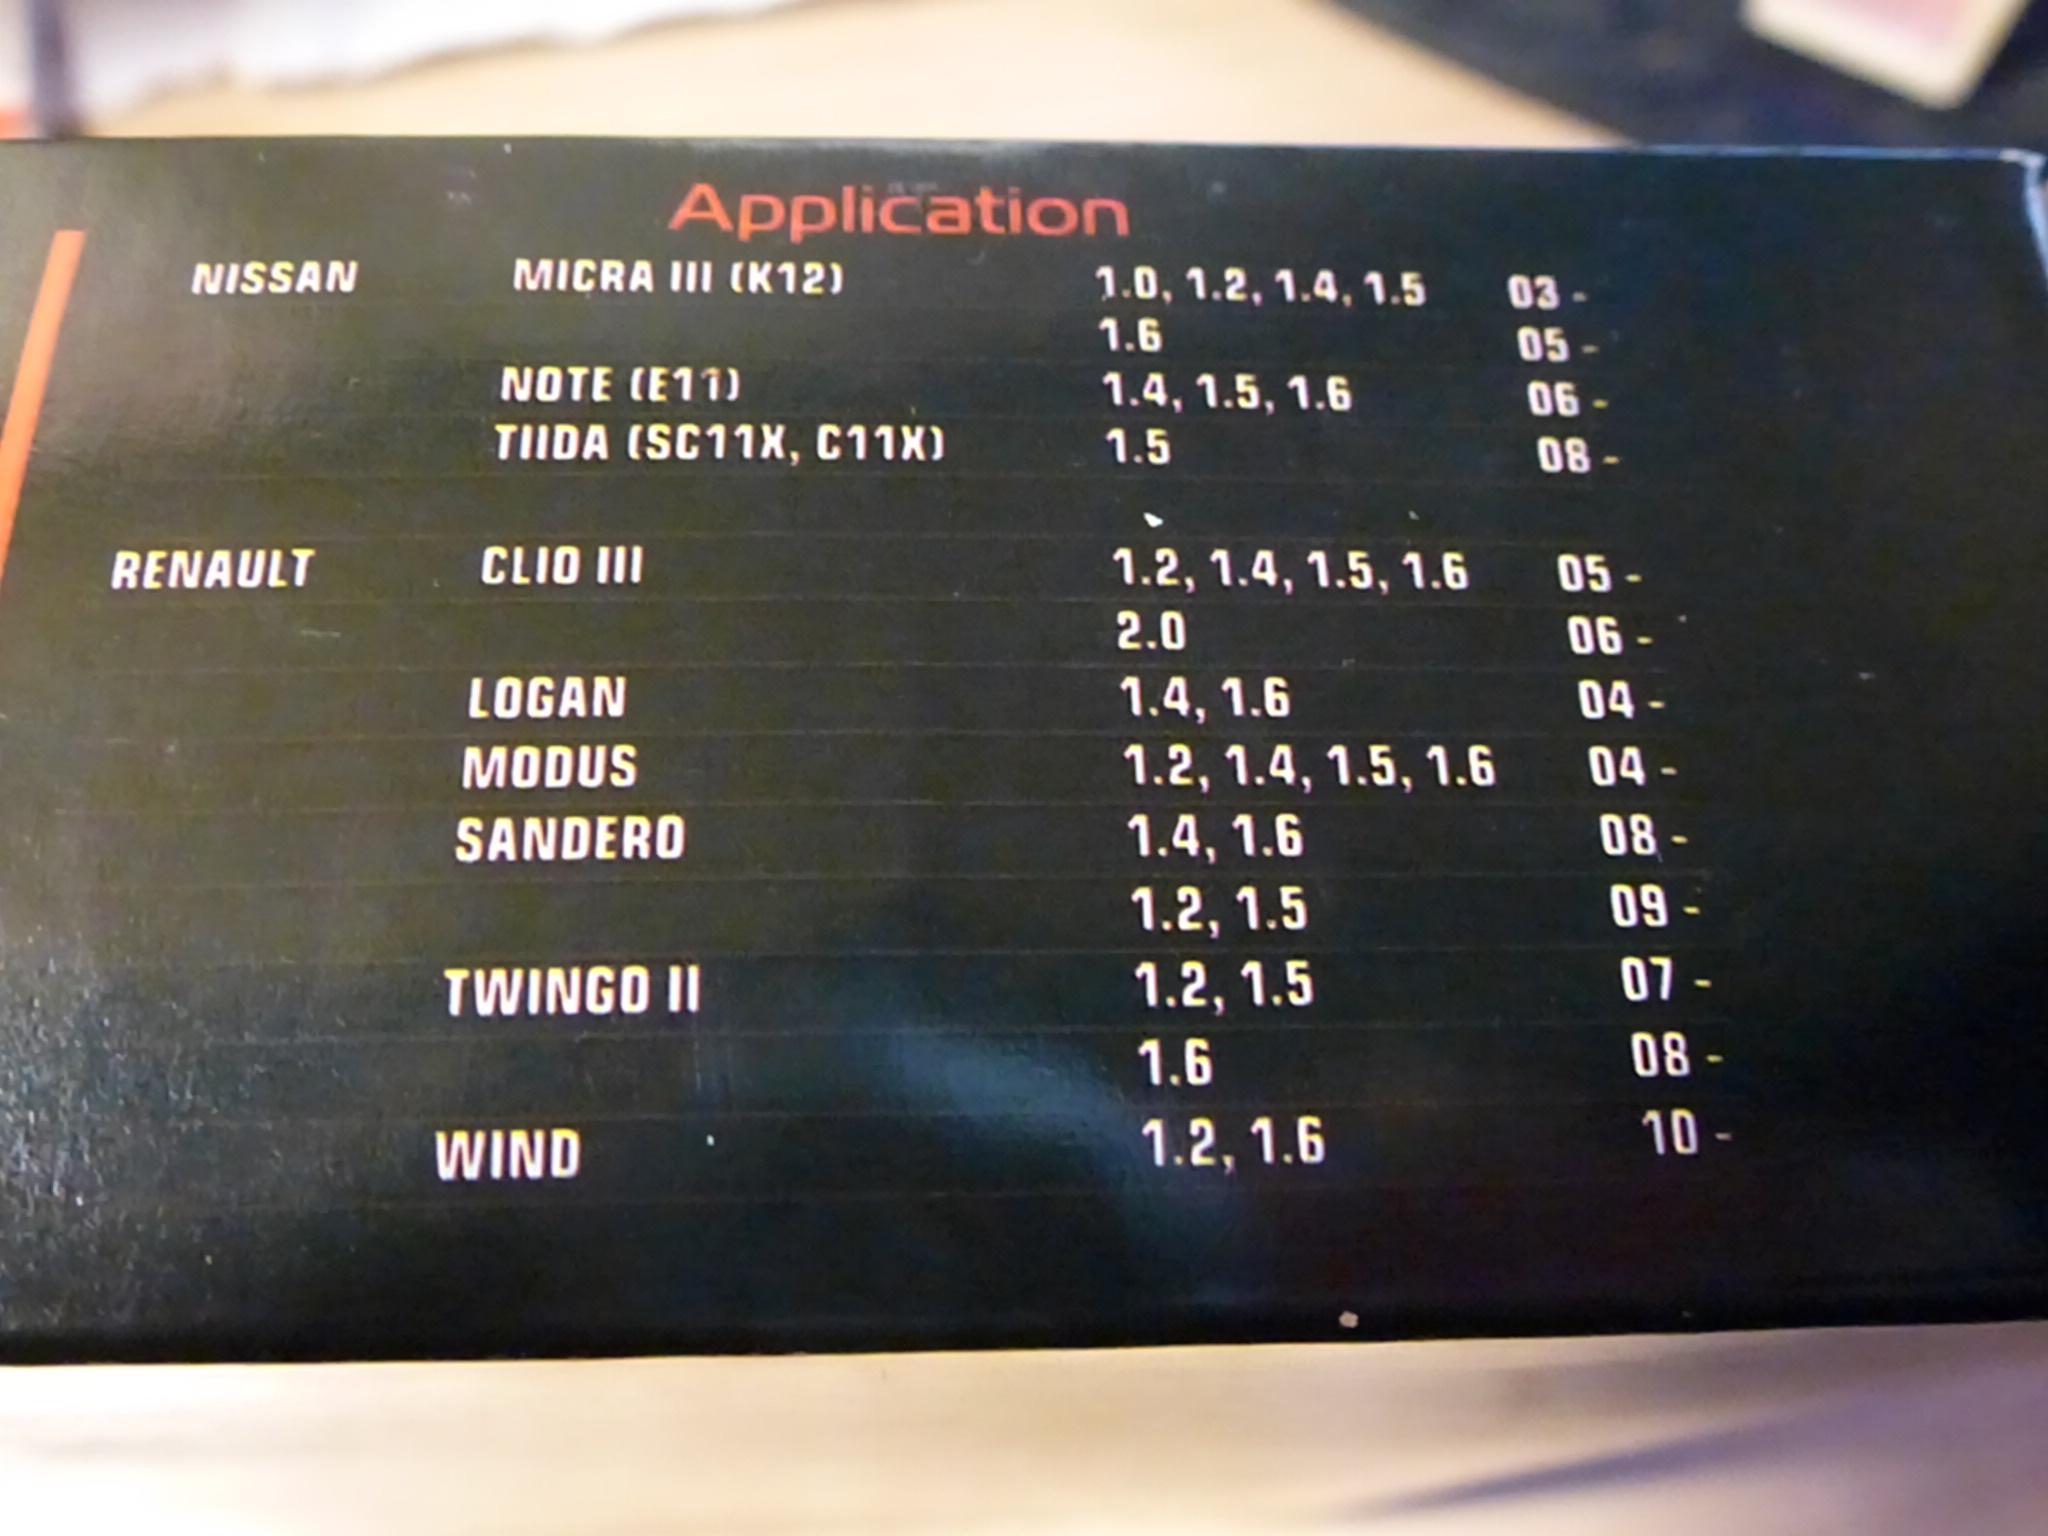 Application
NISSAN MICRA III (K12) 1.0, 1.2, 1.4, 1.5 03 -
1.6 05 -
NOTE (E11) 1.4, 1.5, 1.6 06 -
TIIDA (SC11X, C11X) 1.5 08 -
RENAULT CLIO III 1.2, 1.4, 1.5, 1.6 05 -
2.0 06 -
LOGAN 1.4, 1.6 04 -
MODUS 1.2, 1.4, 1.5, 1.6 04 -
SANDERO 1.4, 1.6 08 -
1.2, 1.5 09 -
TWINGO II 1.2, 1.5 07 -
1.6 08 -
WIND 1.2, 1.6 10 -